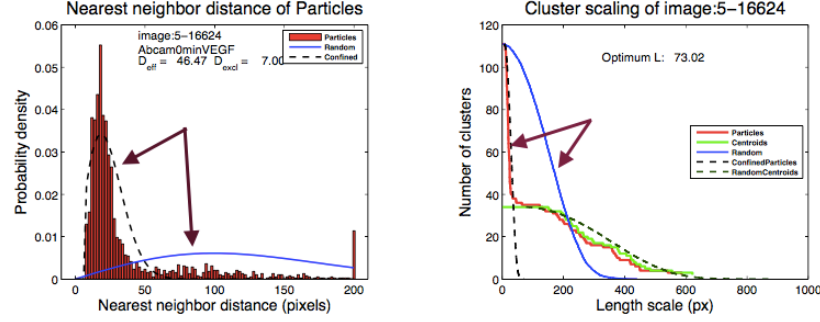 Nearest neighbor distance of Particles
image:5-16624
Abcam0minVEGF
D eff = 46.47 D excl = 7.00
Particles
Random
Confined
0.06
0.05
0.04
0.03
0.02
0.01
0
Probability density
0 50 100 150 200
Nearest neighbor distance (pixels)
Cluster scaling of image:5-16624
Optimum L: 73.02
Particles
Centroids
Random
ConfinedParticles
RandomCentroids
120
100
80
60
40
20
0
Number of clusters
0 200 400 600 800 1000
Length scale (px)